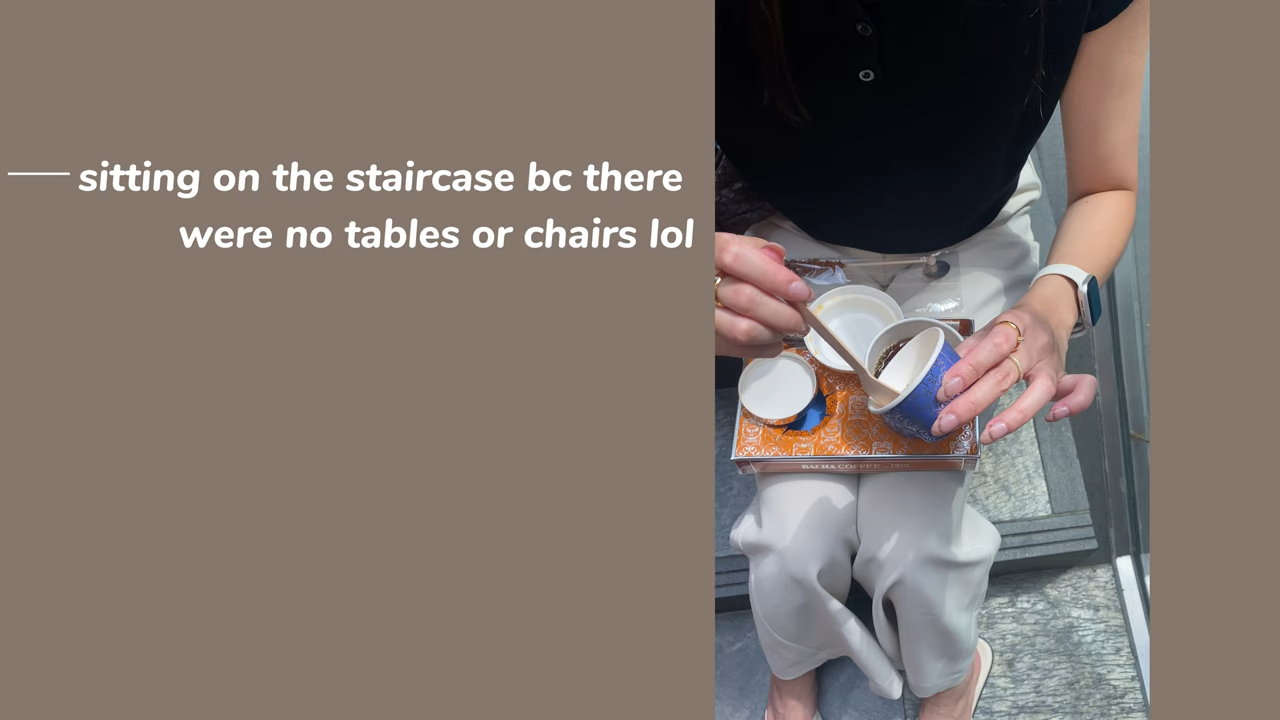 sitting on the staircase bc there
were no tables or chairs lol
BACHA COFFEE